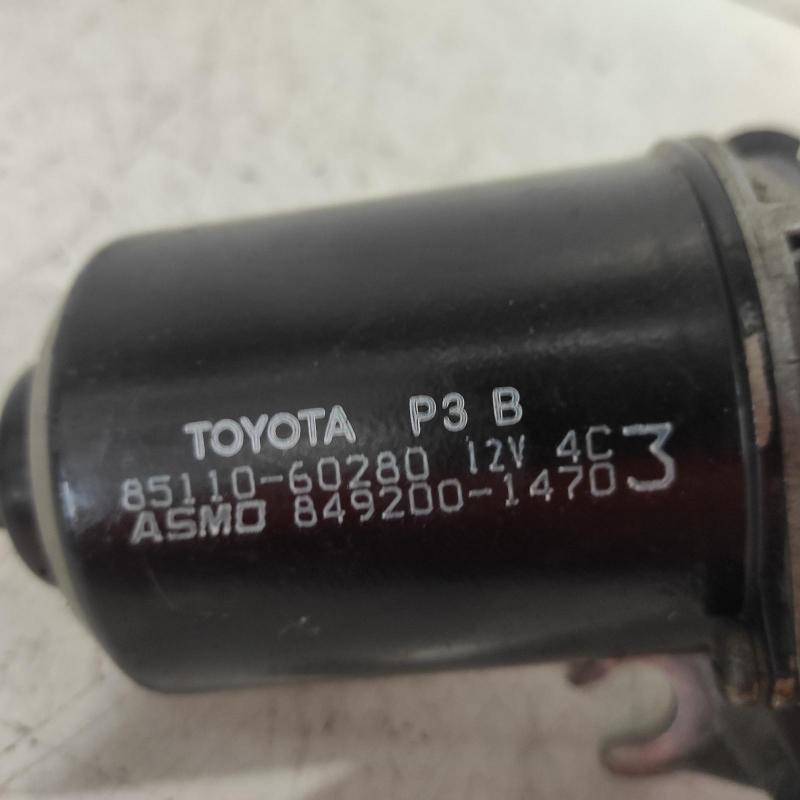 TOYOTA P3 B
85110-60280 12V 4C
ASMO 849200-1470 3